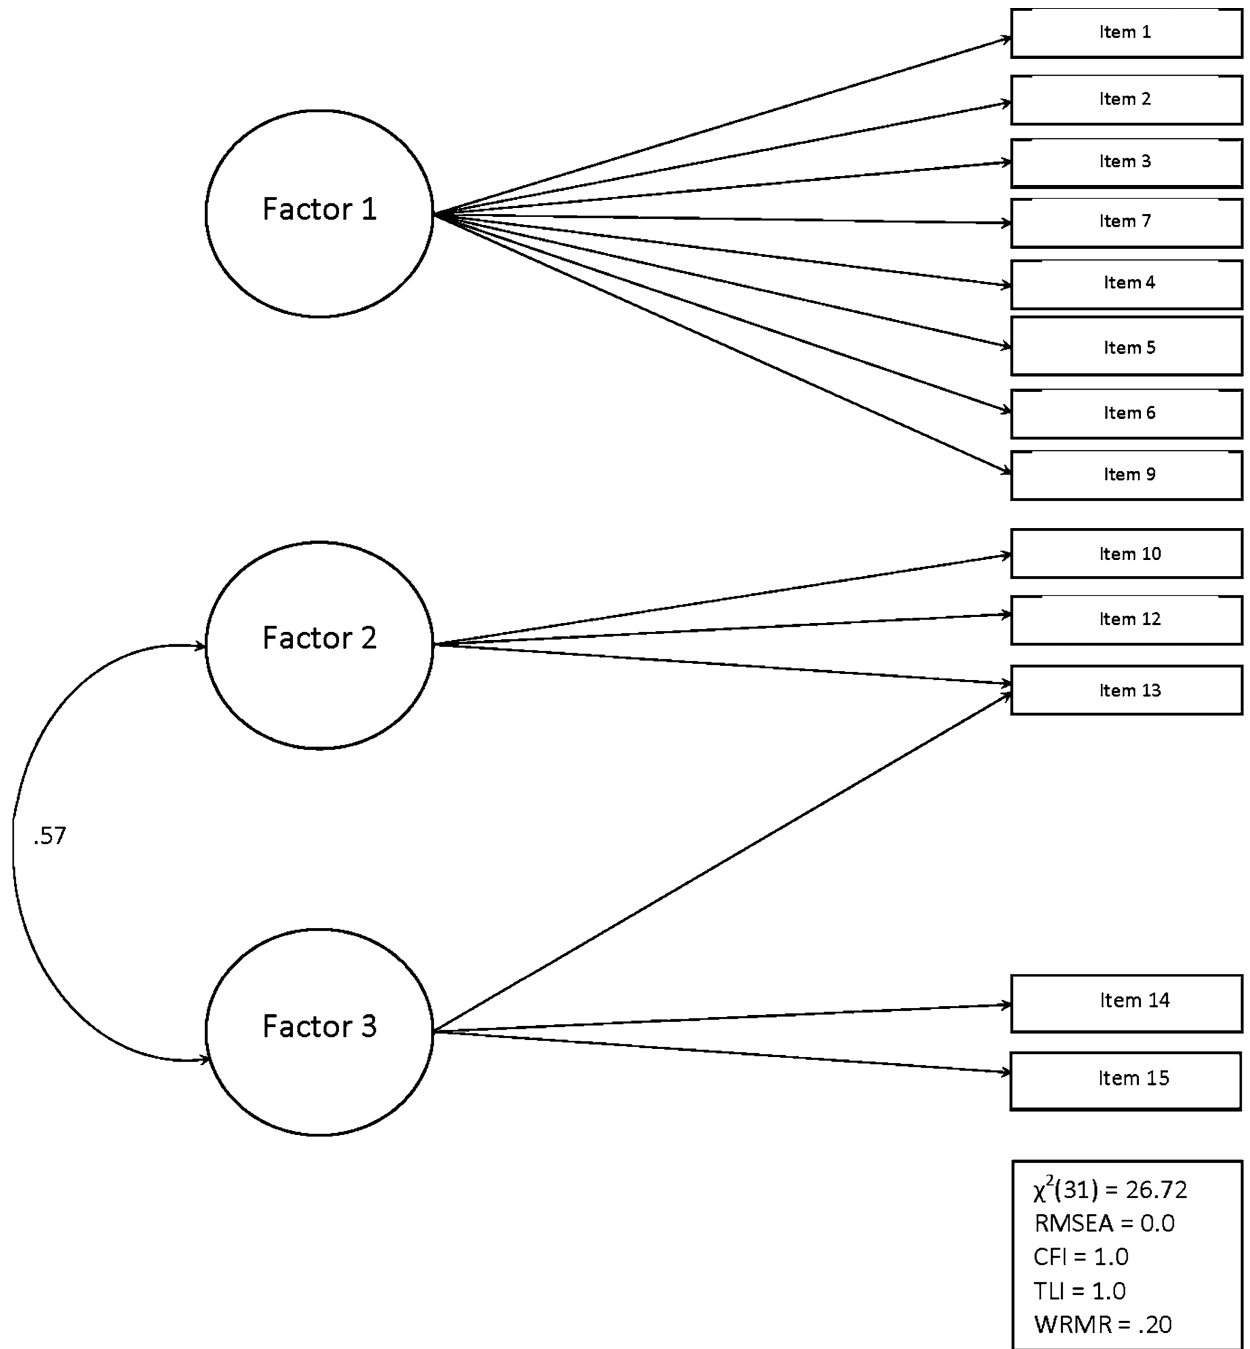 Item 1
Item 2
Factor 1
Item 3
Item 7
Item 4
Item 5
Item 6
Item 9
Item 10
Factor 2
Item 12
Item 13
.57
Factor 3
Item 14
Item 15
χ²(31) = 26.72
RMSEA = 0.0
CFI = 1.0
TLI = 1.0
WRMR = .20